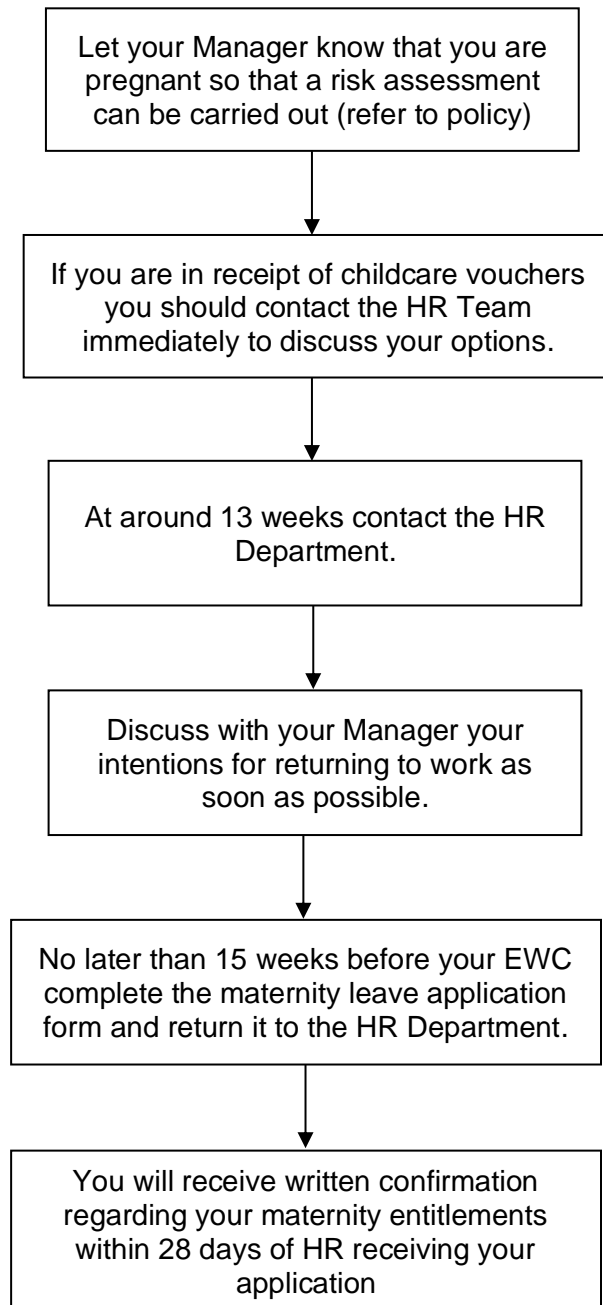 Let your Manager know that you are
pregnant so that a risk assessment
can be carried out (refer to policy)
If you are in receipt of childcare vouchers
you should contact the HR Team
immediately to discuss your options.
At around 13 weeks contact the HR
Department.
Discuss with your Manager your
intentions for returning to work as
soon as possible.
No later than 15 weeks before your EWC
complete the maternity leave application
form and return it to the HR Department.
You will receive written confirmation
regarding your maternity entitlements
within 28 days of HR receiving your
application